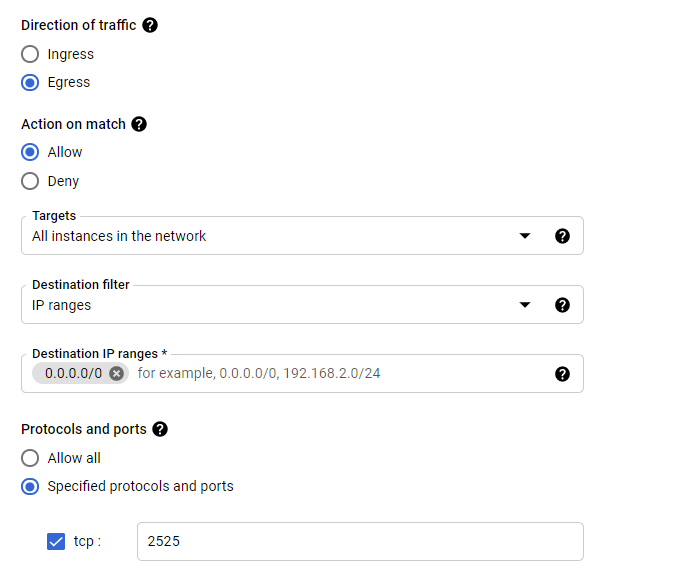 Direction of traffic ?
Ingress
Egress
Action on match ?
Allow
Deny
Targets
All instances in the network ?
Destination filter
IP ranges ?
Destination IP ranges *
0.0.0.0/0 for example, 0.0.0.0/0, 192.168.2.0/24 ?
Protocols and ports ?
Allow all
Specified protocols and ports
tcp : 2525